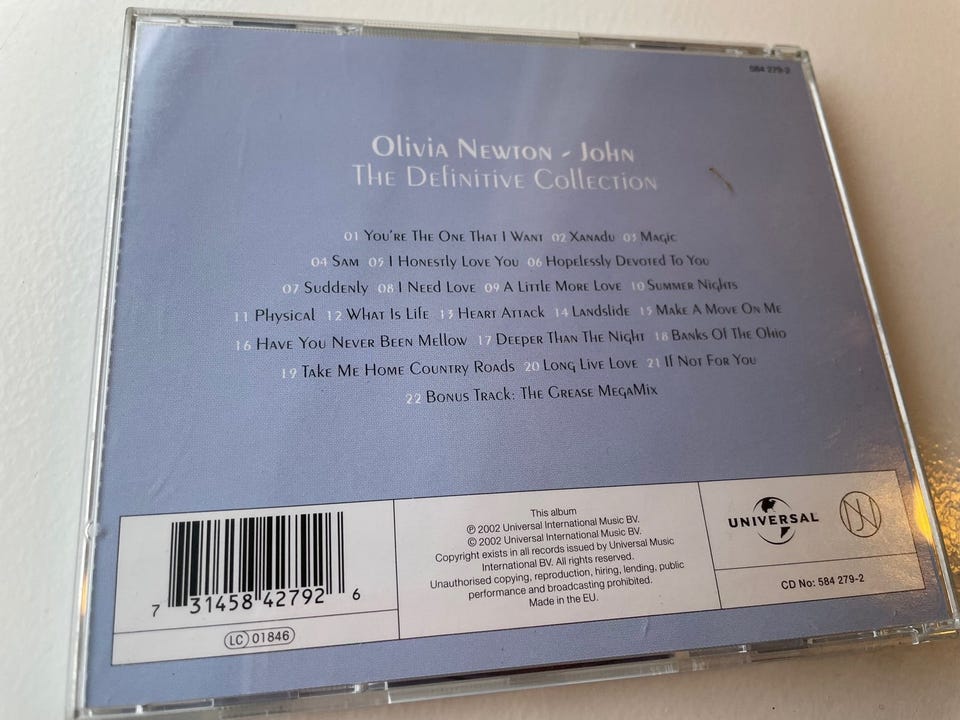 584 279-2
Olivia Newton - John
The Definitive Collection
01 You're The One That I Want 02 Xanadu 03 Magic
04 Sam 05 I Honestly Love You 06 Hopelessly Devoted To You
07 Suddenly 08 I Need Love 09 A Little More Love 10 Summer Nights
11 Physical 12 What Is Life 13 Heart Attack 14 Landslide 15 Make A Move On Me
16 Have You Never Been Mellow 17 Deeper Than The Night 18 Banks Of The Ohio
19 Take Me Home Country Roads 20 Long Live Love 21 If Not For You
22 Bonus Track: The Grease MegaMix
7 31458 42792 6
LC 01846
This album
℗ 2002 Universal International Music BV.
© 2002 Universal International Music BV.
Copyright exists in all records issued by Universal Music
International BV. All rights reserved.
Unauthorised copying, reproduction, hiring, lending, public
performance and broadcasting prohibited.
Made in the EU.
UNIVERSAL
CD No: 584 279-2